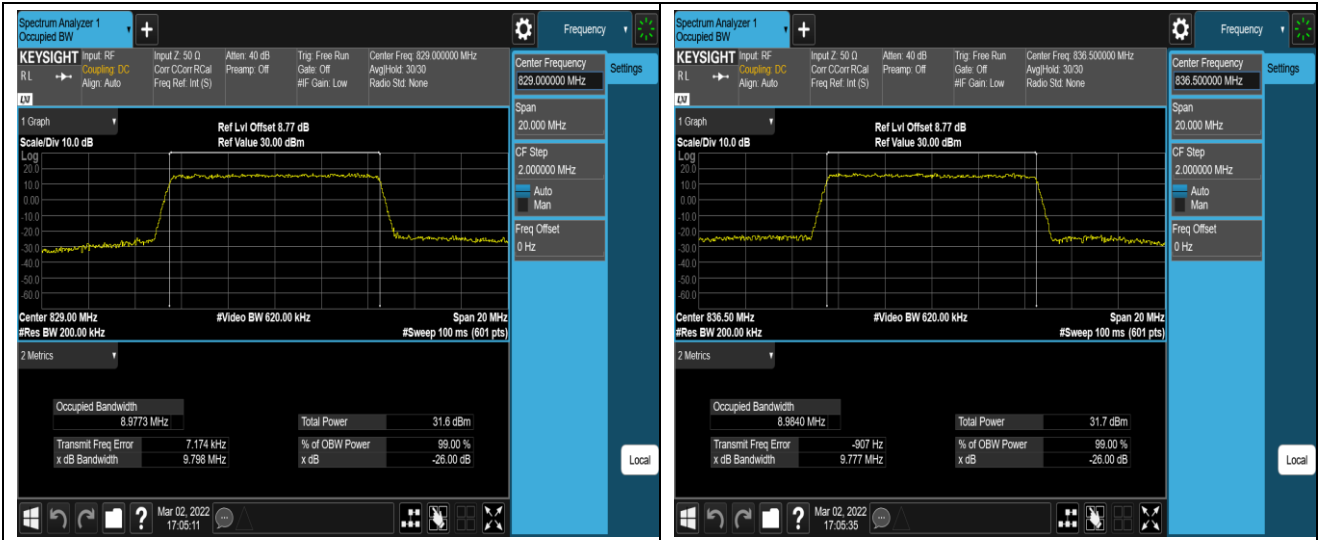 Spectrum Analyzer 1
Occupied BW
+
Frequency
KEYSIGHT Input: RF Input Z: 50 Ω Atten: 40 dB Trig: Free Run Center Freq: 829.000000 MHz
RL Coupling: DC Corr CCorr RCal Preamp: Off Gate: Off Avg|Hold: 30/30
Align: Auto Freq Ref: Int (S) #IF Gain: Low Radio Std: None
LXI
Center Frequency
829.000000 MHz
Settings
Span
20.000 MHz
CF Step
2.000000 MHz
Auto
Man
Freq Offset
0 Hz
1 Graph
Ref Lvl Offset 8.77 dB
Scale/Div 10.0 dB Ref Value 30.00 dBm
Log
20.0
10.0
0.00
-10.0
-20.0
-30.0
-40.0
-50.0
-60.0
Center 829.00 MHz #Video BW 620.00 kHz Span 20 MHz
#Res BW 200.00 kHz #Sweep 100 ms (601 pts)
2 Metrics
Occupied Bandwidth
8.9773 MHz Total Power 31.6 dBm
Transmit Freq Error 7.174 kHz % of OBW Power 99.00 %
x dB Bandwidth 9.798 MHz x dB -26.00 dB
Local
?
Mar 02, 2022
17:05:11
Spectrum Analyzer 1
Occupied BW
+
Frequency
KEYSIGHT Input: RF Input Z: 50 Ω Atten: 40 dB Trig: Free Run Center Freq: 836.500000 MHz
RL Coupling: DC Corr CCorr RCal Preamp: Off Gate: Off Avg|Hold: 30/30
Align: Auto Freq Ref: Int (S) #IF Gain: Low Radio Std: None
LXI
Center Frequency
836.500000 MHz
Settings
Span
20.000 MHz
CF Step
2.000000 MHz
Auto
Man
Freq Offset
0 Hz
1 Graph
Ref Lvl Offset 8.77 dB
Scale/Div 10.0 dB Ref Value 30.00 dBm
Log
20.0
10.0
0.00
-10.0
-20.0
-30.0
-40.0
-50.0
-60.0
Center 836.50 MHz #Video BW 620.00 kHz Span 20 MHz
#Res BW 200.00 kHz #Sweep 100 ms (601 pts)
2 Metrics
Occupied Bandwidth
8.9840 MHz Total Power 31.7 dBm
Transmit Freq Error -907 Hz % of OBW Power 99.00 %
x dB Bandwidth 9.777 MHz x dB -26.00 dB
Local
?
Mar 02, 2022
17:05:35